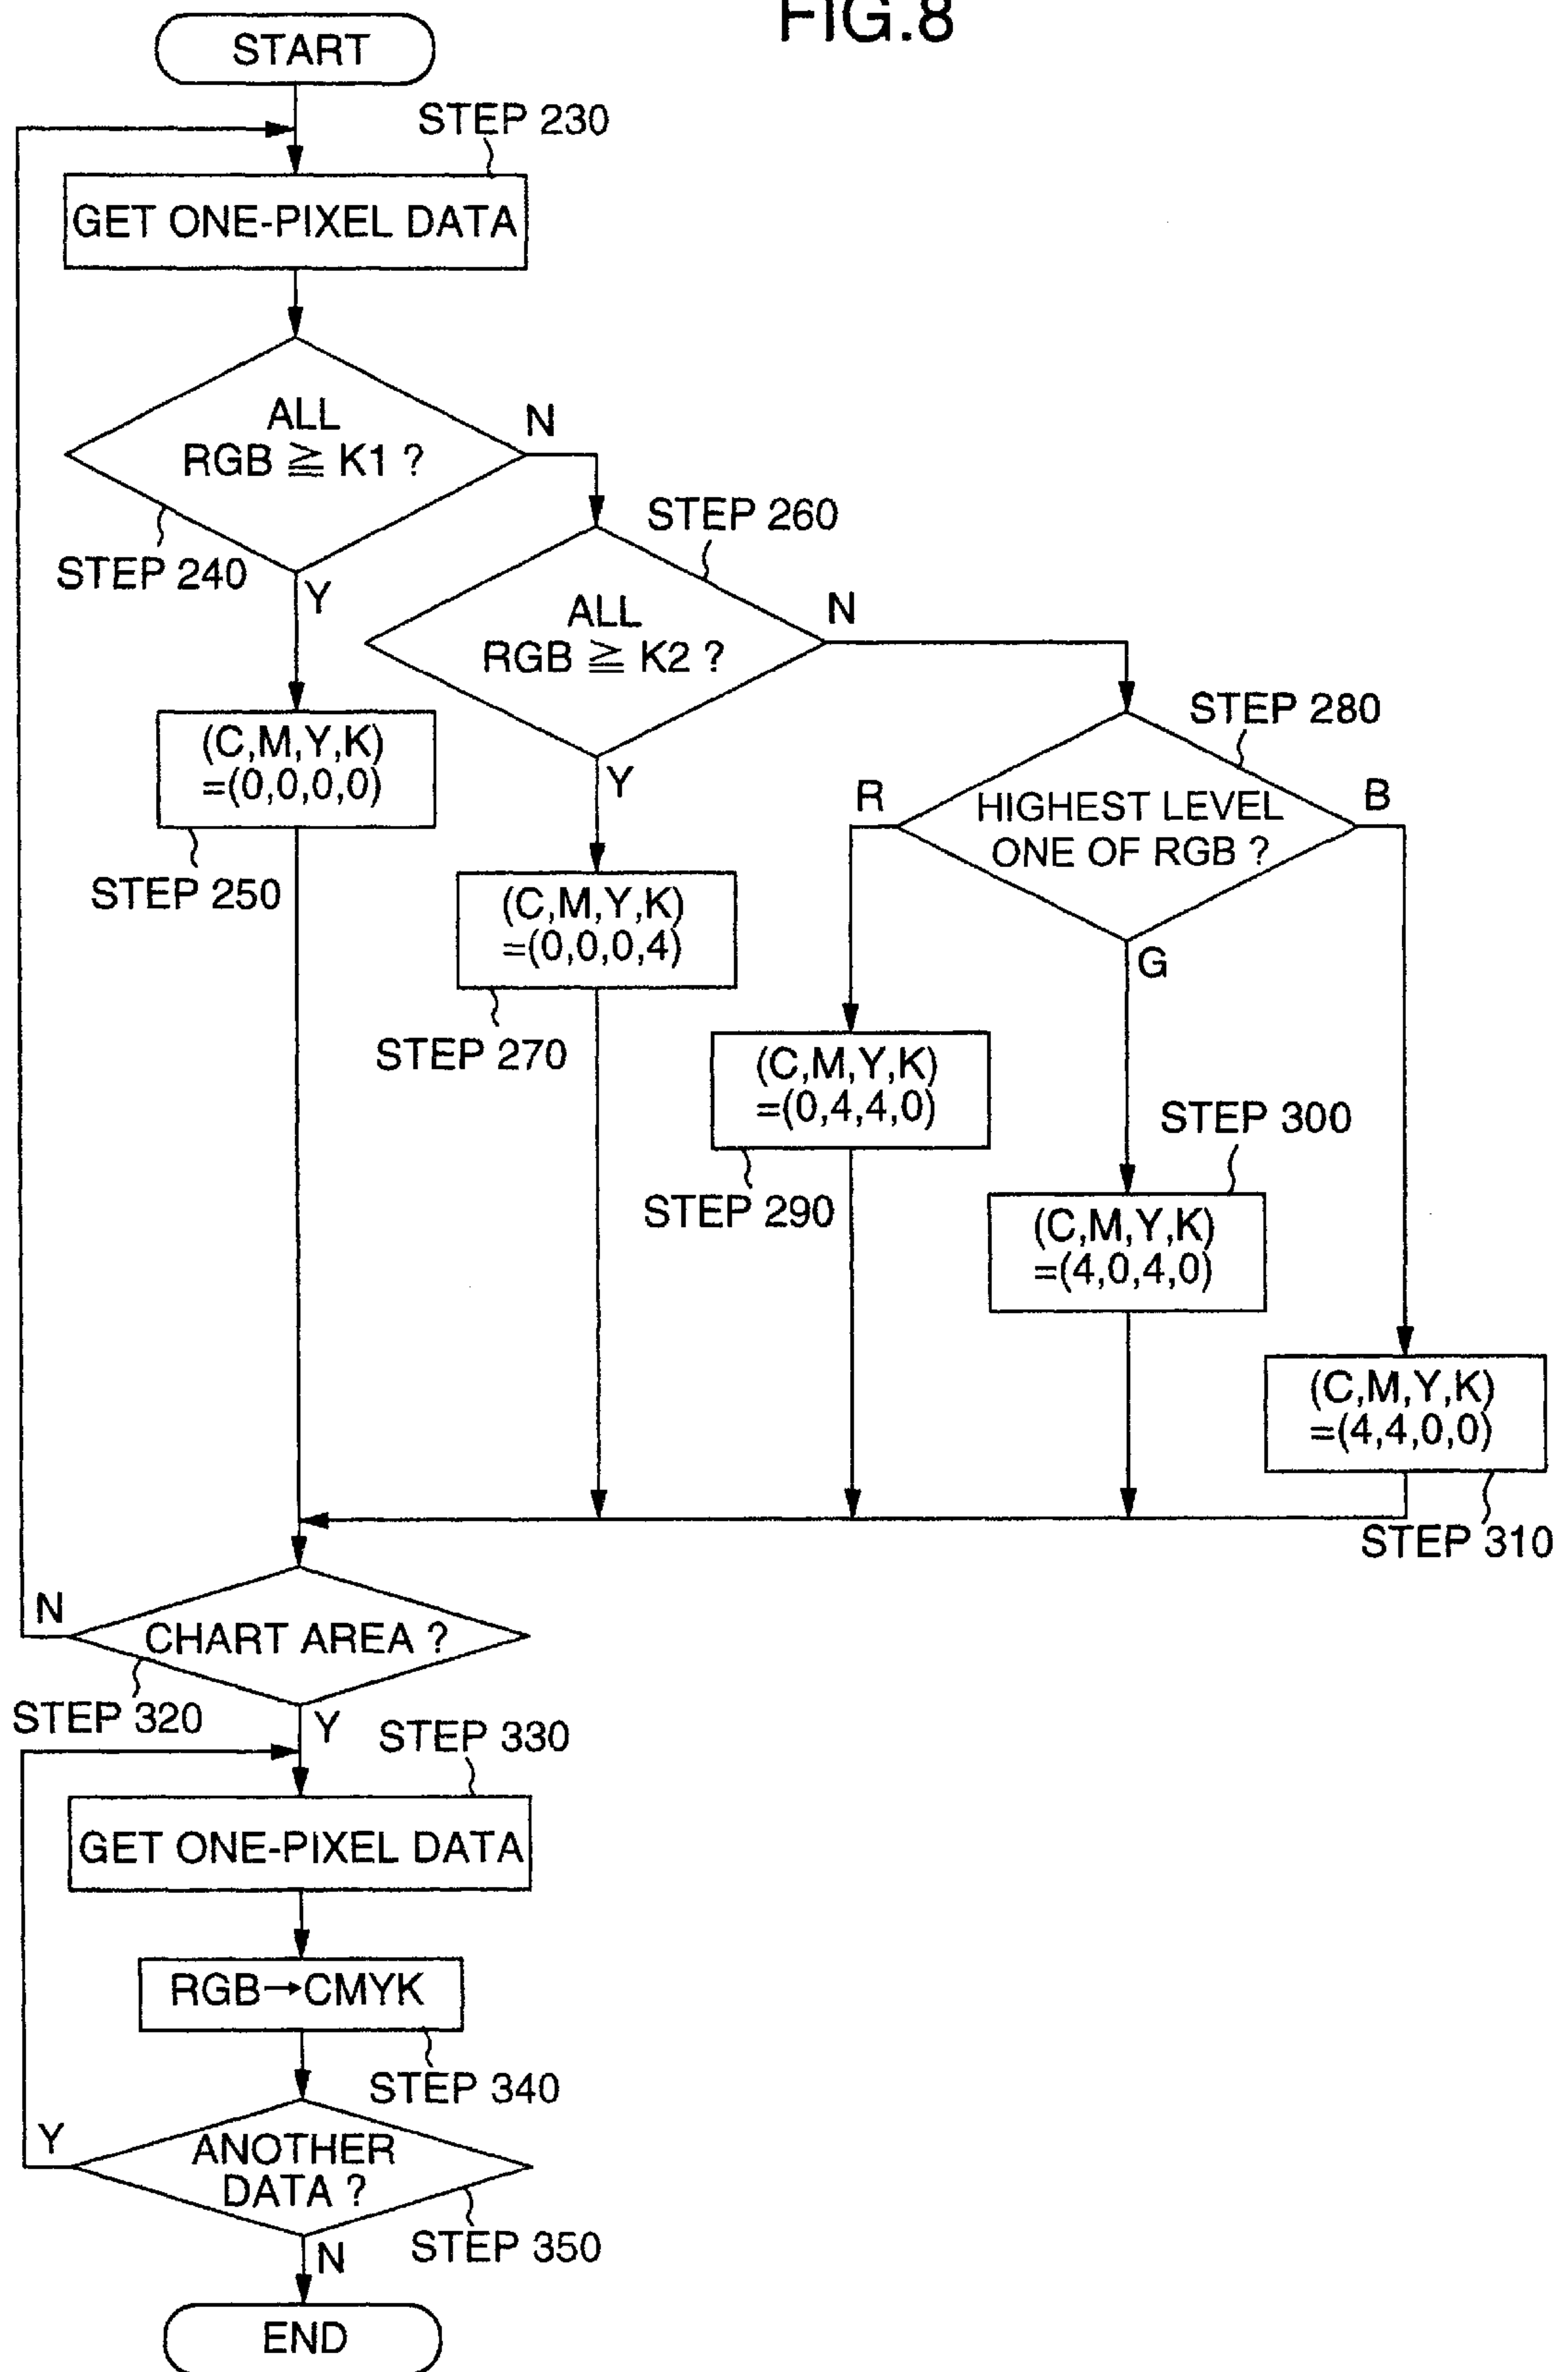 FIG.8
START
STEP 230
GET ONE-PIXEL DATA
ALL
RGB ≧ K1 ?
N
STEP 240
Y
STEP 260
ALL
RGB ≧ K2 ?
N
Y
(C,M,Y,K)
=(0,0,0,0)
STEP 250
STEP 280
HIGHEST LEVEL
ONE OF RGB ?
R
B
G
(C,M,Y,K)
=(0,0,0,4)
STEP 270
(C,M,Y,K)
=(0,4,4,0)
STEP 290
STEP 300
(C,M,Y,K)
=(4,0,4,0)
(C,M,Y,K)
=(4,4,0,0)
STEP 310
N
CHART AREA ?
STEP 320
Y
STEP 330
GET ONE-PIXEL DATA
RGB→CMYK
STEP 340
Y
ANOTHER
DATA ?
STEP 350
N
END